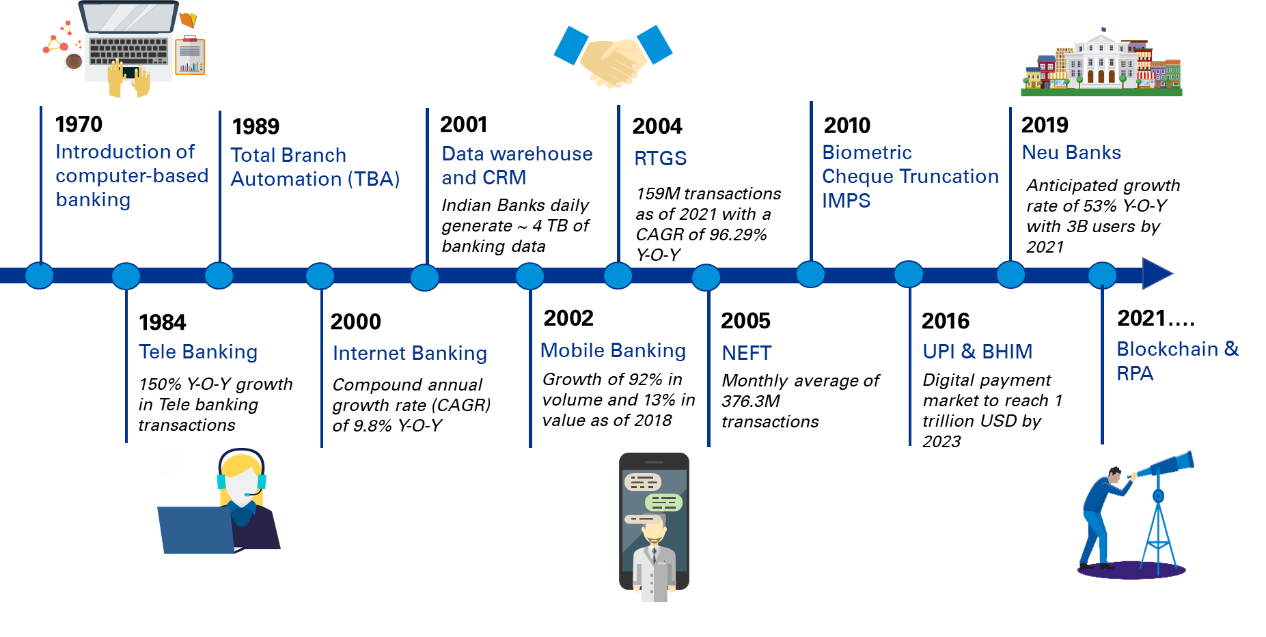 1970
Introduction of
computer-based
banking
1989
Total Branch
Automation (TBA)
2001
Data warehouse
and CRM
Indian Banks daily
generate ~ 4 TB of
banking data
2004
RTGS
159M transactions
as of 2021 with a
CAGR of 96.29%
Y-O-Y
2010
Biometric
Cheque Truncation
IMPS
2019
Neu Banks
Anticipated growth
rate of 53% Y-O-Y
with 3B users by
2021
1984
Tele Banking
150% Y-O-Y growth
in Tele banking
transactions
2000
Internet Banking
Compound annual
growth rate (CAGR)
of 9.8% Y-O-Y
2002
Mobile Banking
Growth of 92% in
volume and 13% in
value as of 2018
2005
NEFT
Monthly average of
376.3M
transactions
2016
UPI & BHIM
Digital payment
market to reach 1
trillion USD by
2023
2021....
Blockchain &
RPA